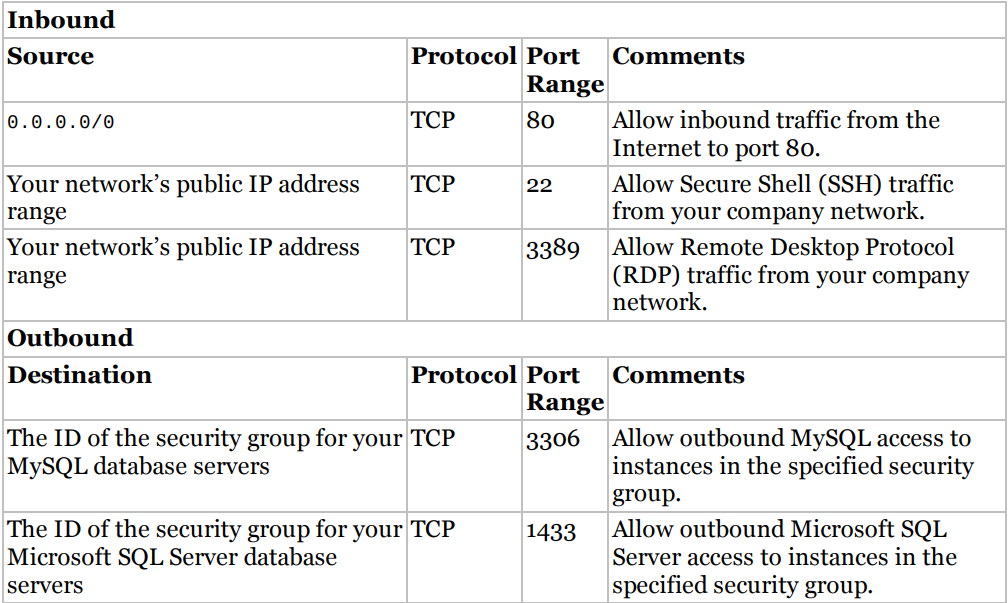 Inbound
Source Protocol Port Range Comments
0.0.0.0/0 TCP 80 Allow inbound traffic from the
Internet to port 80.
Your network’s public IP address range TCP 22 Allow Secure Shell (SSH) traffic
from your company network.
Your network’s public IP address range TCP 3389 Allow Remote Desktop Protocol
(RDP) traffic from your company
network.
Outbound
Destination Protocol Port Range Comments
The ID of the security group for your MySQL database servers TCP 3306 Allow outbound MySQL access to
instances in the specified security
group.
The ID of the security group for your Microsoft SQL Server database servers TCP 1433 Allow outbound Microsoft SQL
Server access to instances in the
specified security group.